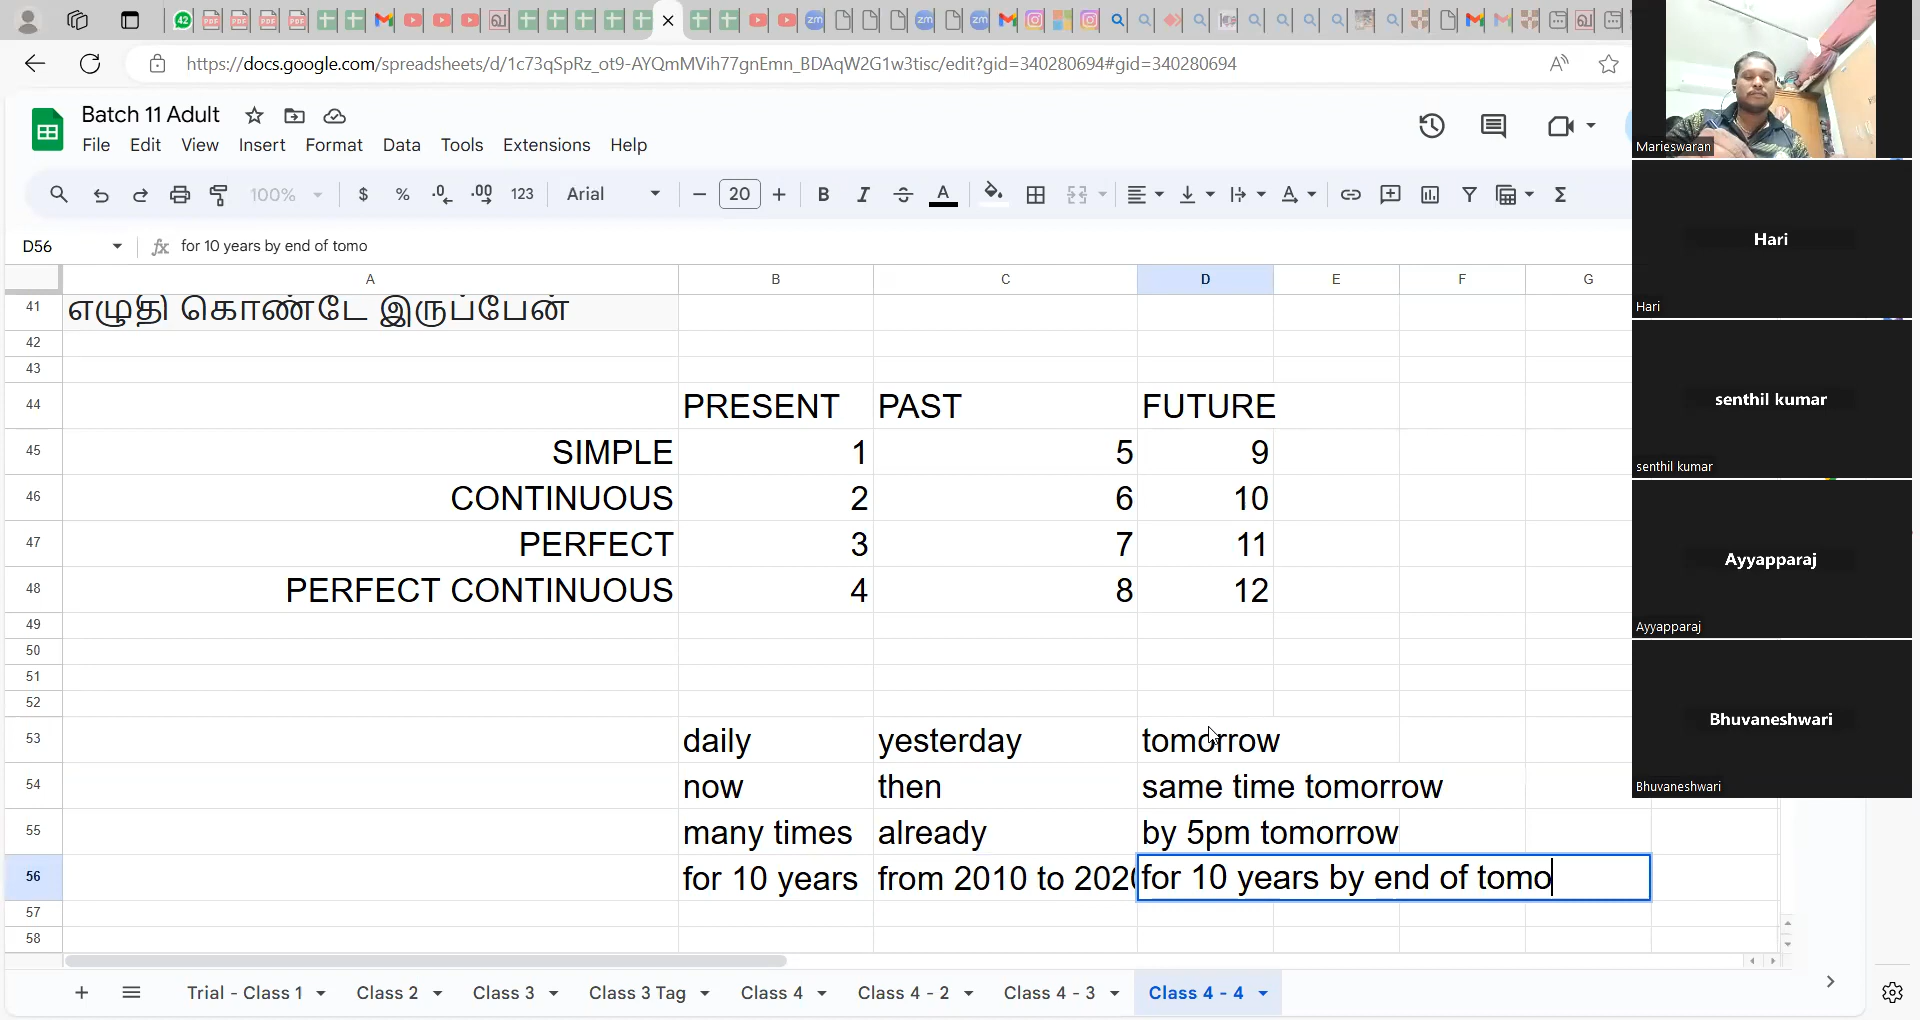 42
https://docs.google.com/spreadsheets/d/1c73qSpRz_ot9-AYQmMVih77gnEmn_BDAqW2G1w3tisc/edit?gid=340280694#gid=340280694
Batch 11 Adult
File Edit View Insert Format Data Tools Extensions Help
100% $ % .0 .00 123 Arial 20 B I S A Σ
D56 fx for 10 years by end of tomo
A B C D E F G
41 எழுதி கொண்டே இருப்பேன்
42
43
44 PRESENT PAST FUTURE
45 SIMPLE 1 5 9
46 CONTINUOUS 2 6 10
47 PERFECT 3 7 11
48 PERFECT CONTINUOUS 4 8 12
49
50
51
52
53 daily yesterday tomorrow
54 now then same time tomorrow
55 many times already by 5pm tomorrow
56 for 10 years from 2010 to 2020 for 10 years by end of tomo
57
58
Trial - Class 1 Class 2 Class 3 Class 3 Tag Class 4 Class 4 - 2 Class 4 - 3 Class 4 - 4
Marieswaran
Hari
Hari
senthil kumar
senthil kumar
Ayyapparaj
Ayyapparaj
Bhuvaneshwari
Bhuvaneshwari